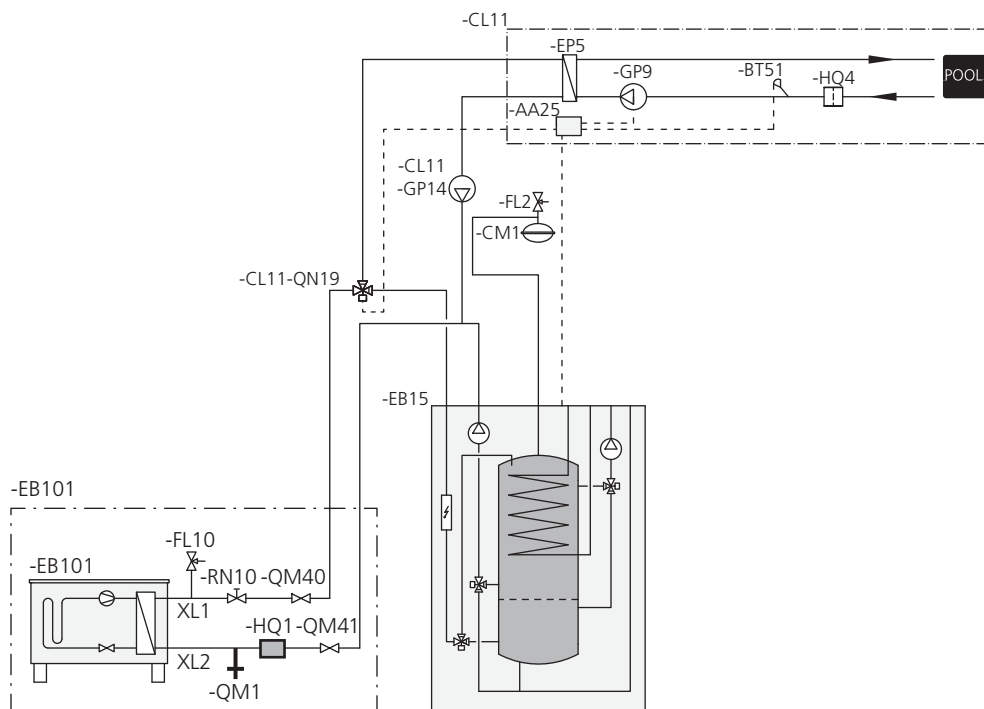 -CL11
-EP5
-GP9
-BT51
-HQ4
POOL
-AA25
-CL11
-GP14
-FL2
-CM1
-CL11-QN19
-EB15
-EB101
-FL10
-EB101
-RN10
-QM40
XL1
-HQ1
-QM41
XL2
-QM1